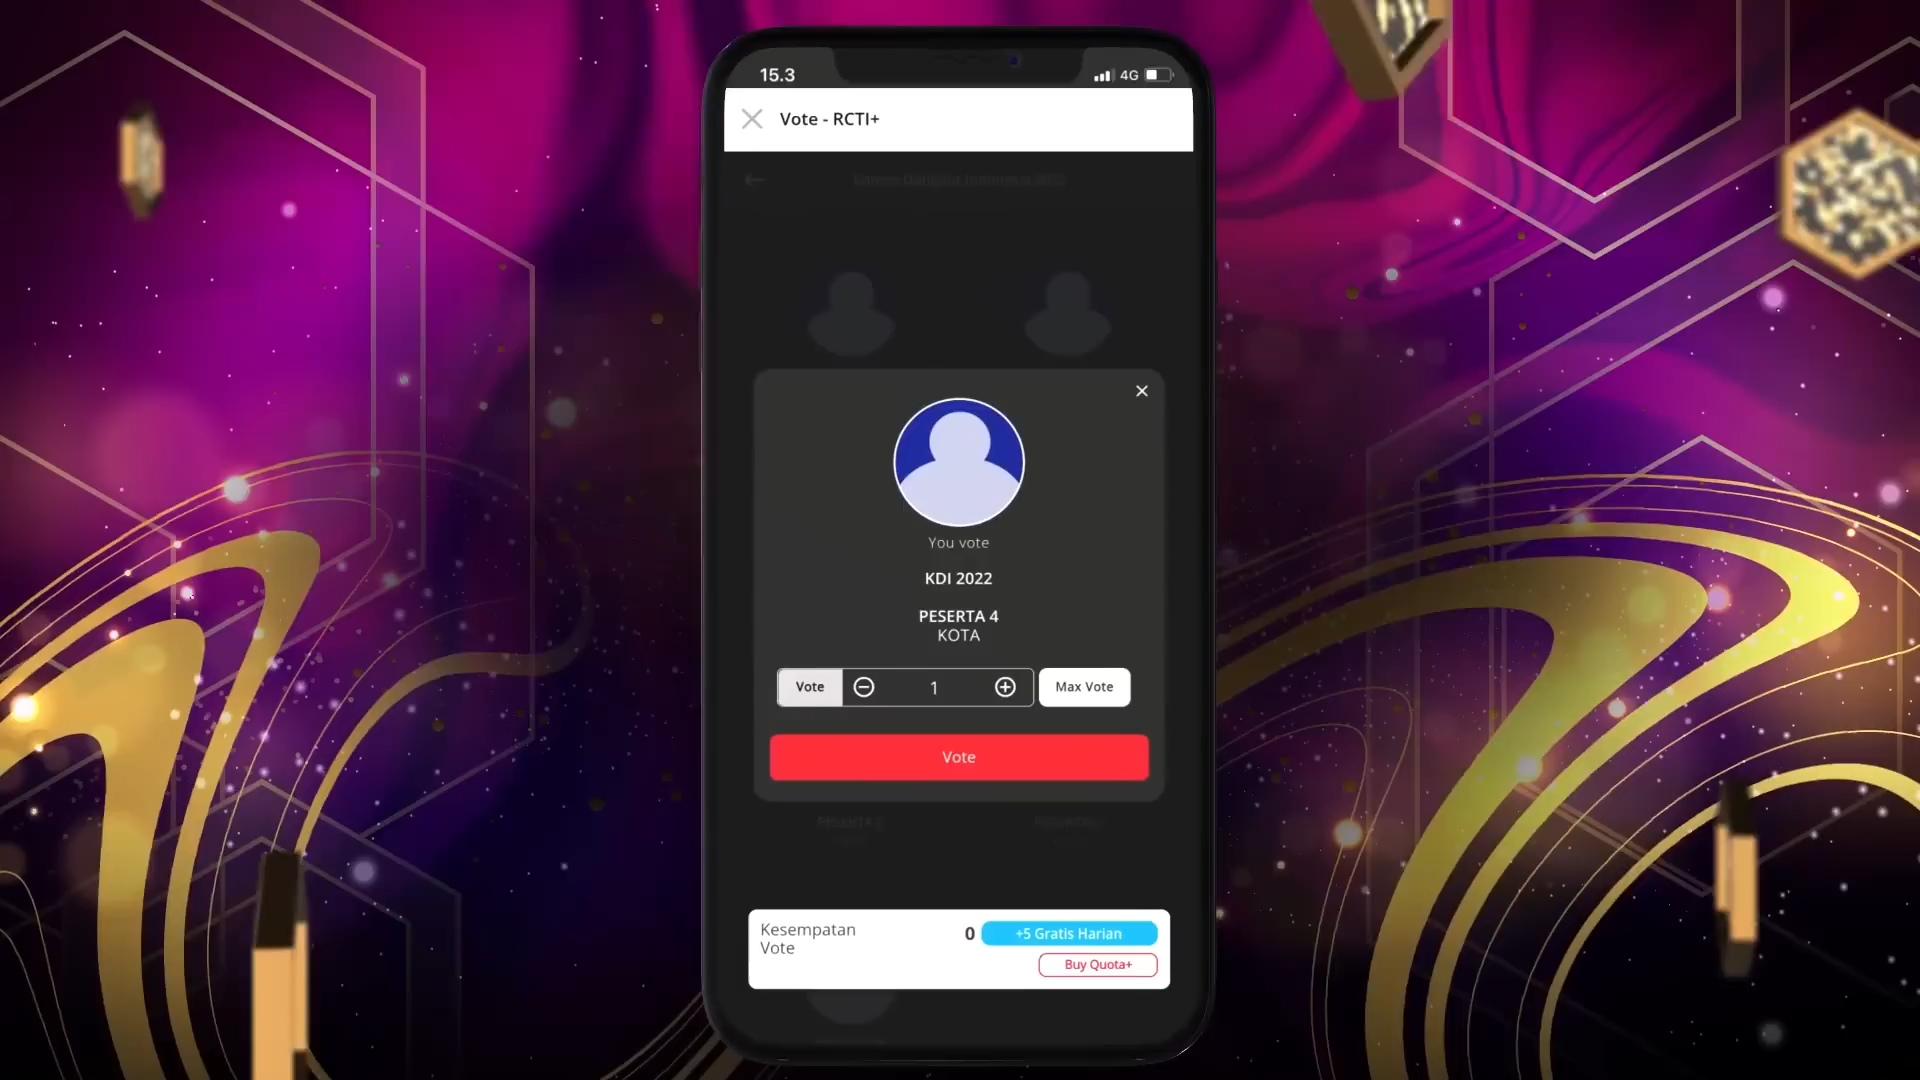 15.3
4G
Vote - RCTI+
You vote
KDI 2022
PESERTA 4
KOTA
Vote
1
Max Vote
Vote
Kesempatan
Vote
0
+5 Gratis Harian
Buy Quota+